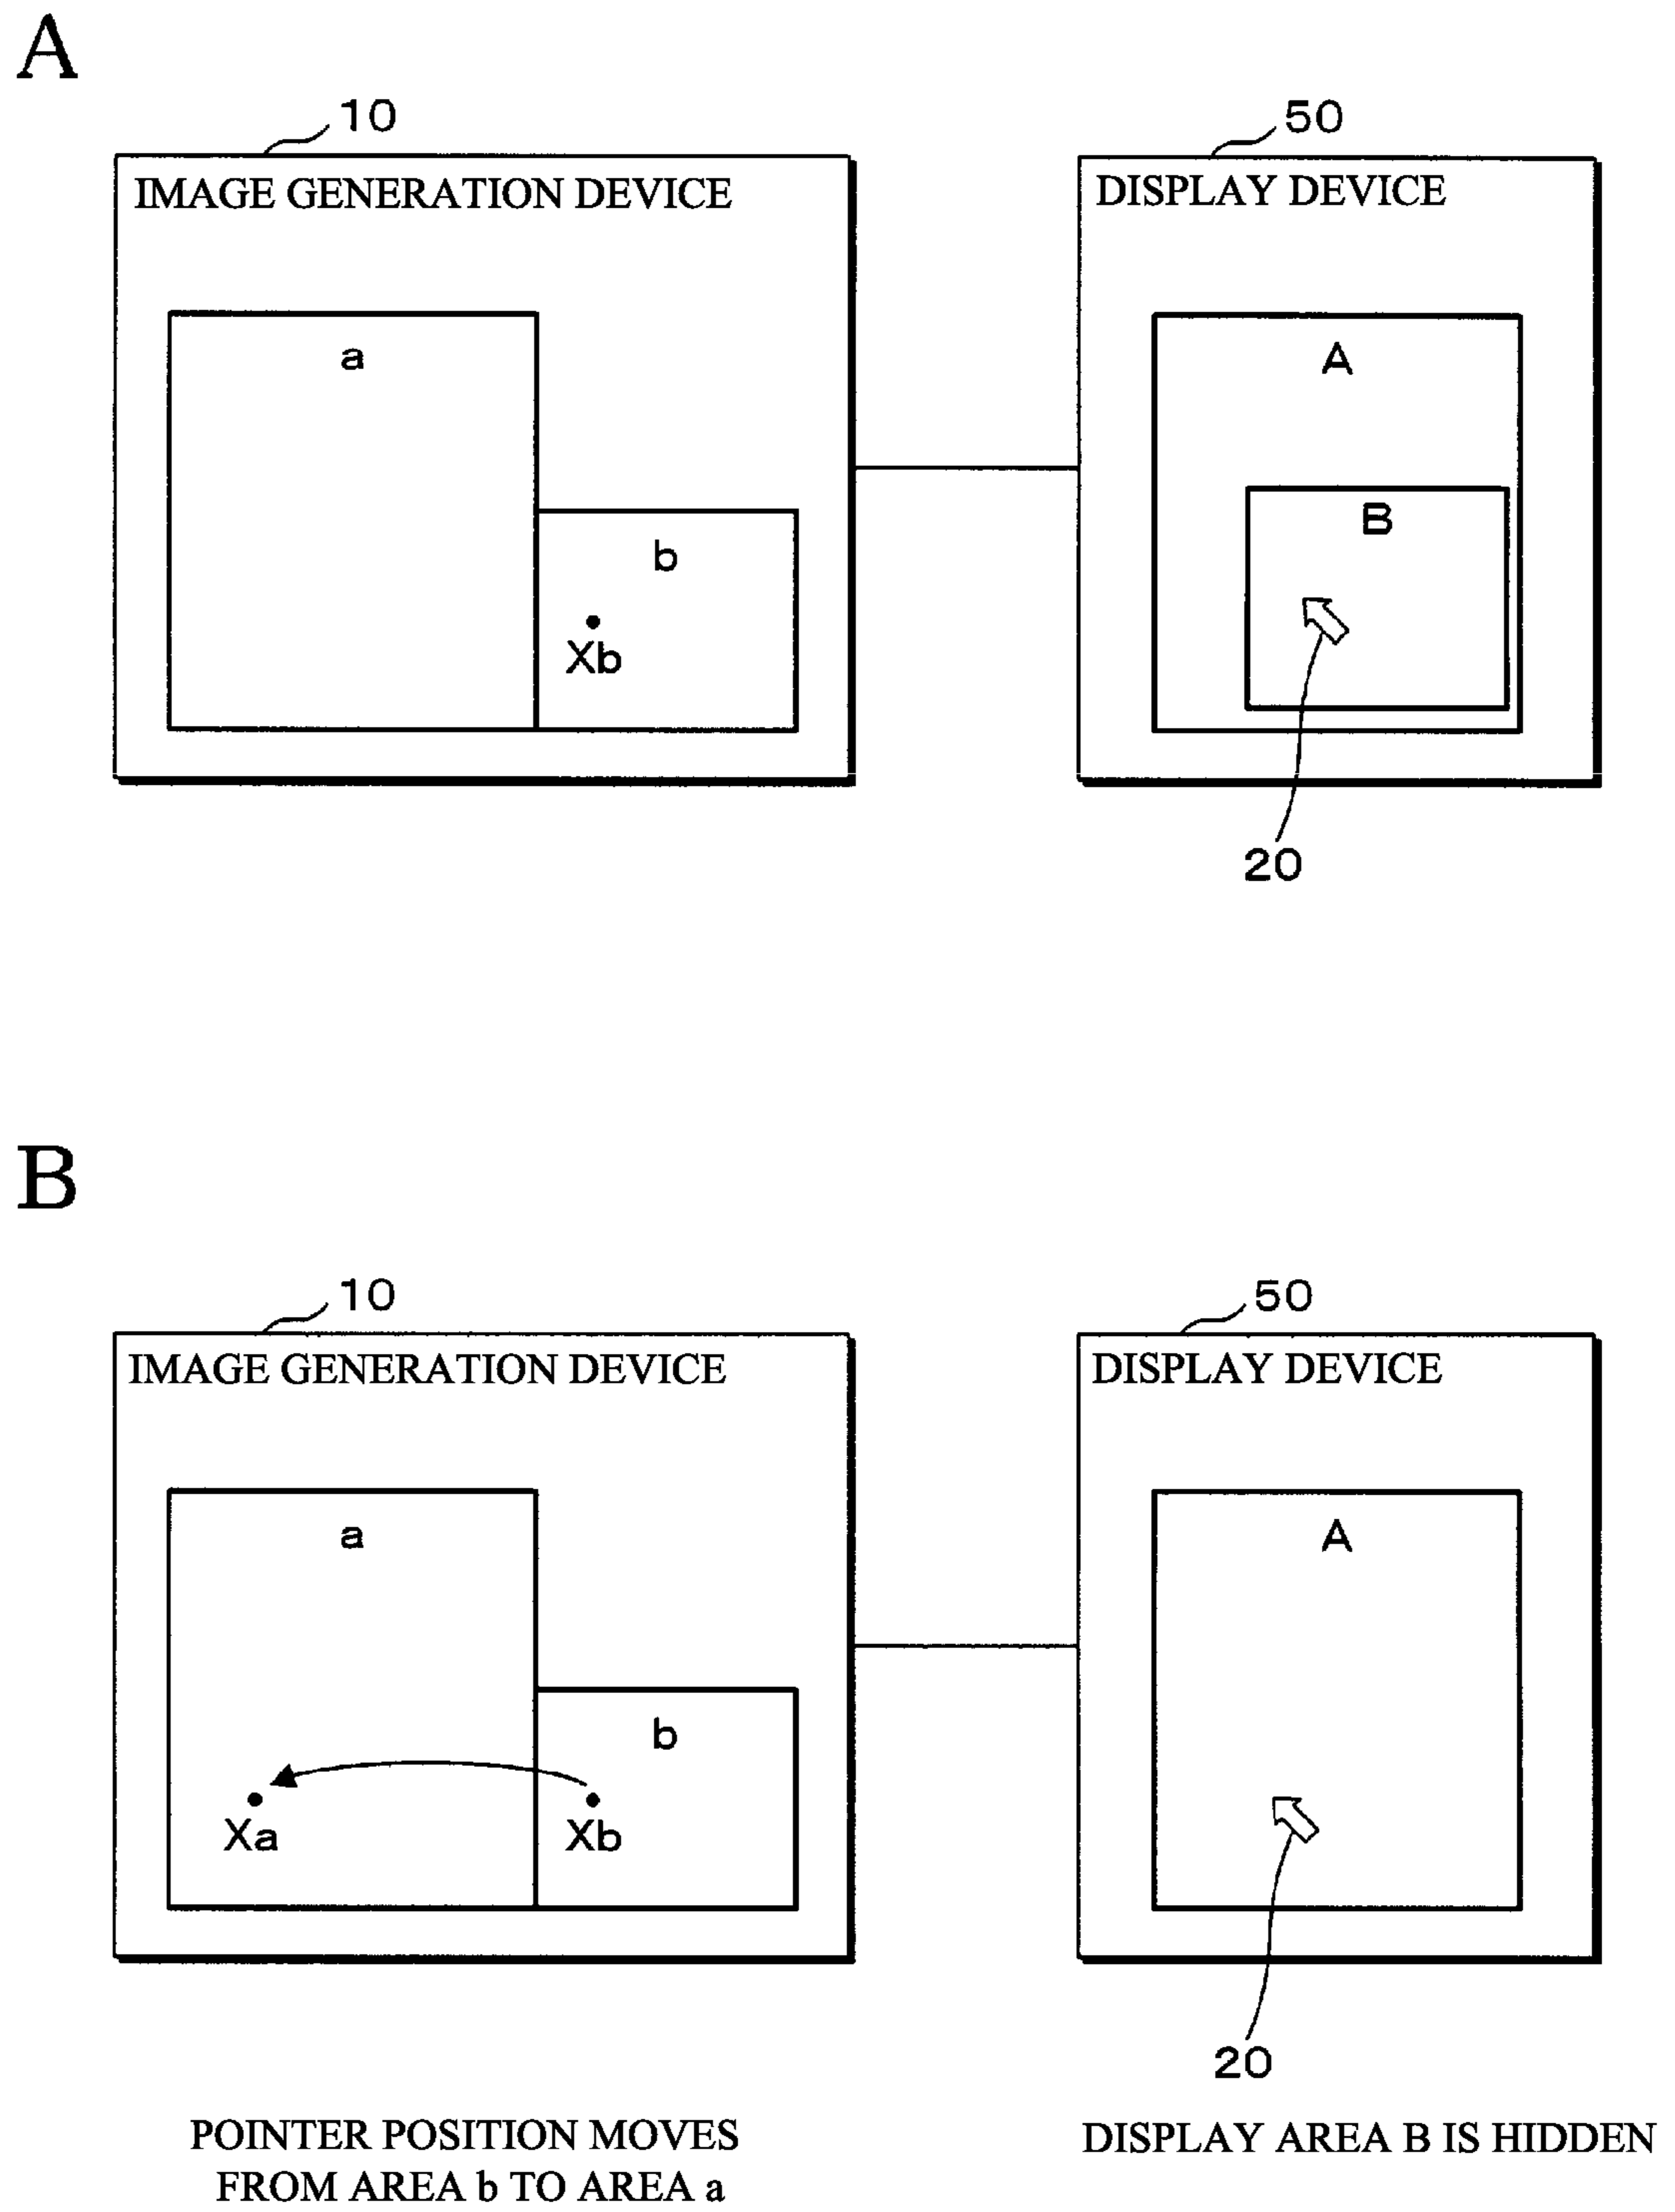 A
10
50
IMAGE GENERATION DEVICE
DISPLAY DEVICE
a
A
B
b
Xb
20
B
10
50
IMAGE GENERATION DEVICE
DISPLAY DEVICE
a
A
b
Xa
Xb
20
POINTER POSITION MOVES
FROM AREA b TO AREA a
DISPLAY AREA B IS HIDDEN